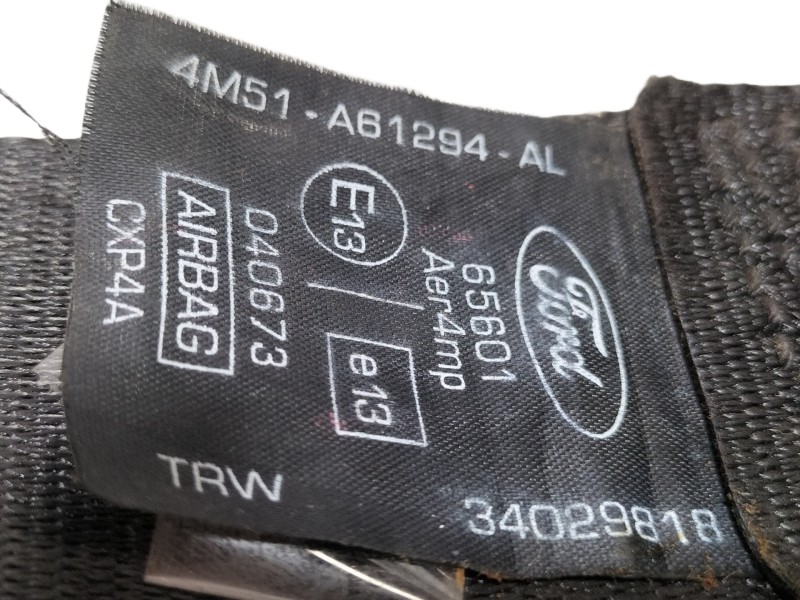 4M51-A61294-AL
Ford
65601
Aer4mp
E13
e13
040673
AIRBAG
CXP4A
TRW
34029818